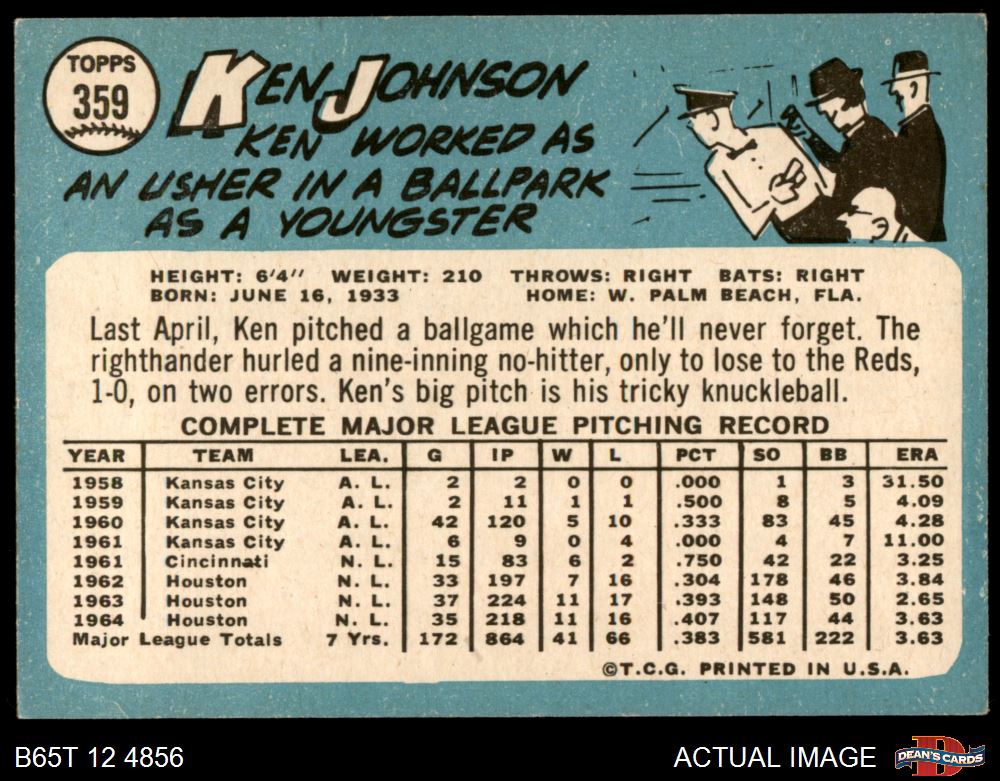 TOPPS
359
KEN JOHNSON
KEN WORKED AS
AN USHER IN A BALLPARK
AS A YOUNGSTER
HEIGHT: 6'4" WEIGHT: 210 THROWS: RIGHT BATS: RIGHT
BORN: JUNE 16, 1933 HOME: W. PALM BEACH, FLA.
Last April, Ken pitched a ballgame which he'll never forget. The
righthander hurled a nine-inning no-hitter, only to lose to the Reds,
1-0, on two errors. Ken's big pitch is his tricky knuckleball.
COMPLETE MAJOR LEAGUE PITCHING RECORD
YEAR TEAM LEA. G IP W L PCT SO BB ERA
1958 Kansas City A. L. 2 2 0 0 .000 1 3 31.50
1959 Kansas City A. L. 2 11 1 1 .500 8 5 4.09
1960 Kansas City A. L. 42 120 5 10 .333 83 45 4.28
1961 Kansas City A. L. 6 9 0 4 .000 4 7 11.00
1961 Cincinnati N. L. 15 83 6 2 .750 42 22 3.25
1962 Houston N. L. 33 197 7 16 .304 178 46 3.84
1963 Houston N. L. 37 224 11 17 .393 148 50 2.65
1964 Houston N. L. 35 218 11 16 .407 117 44 3.63
Major League Totals 7 Yrs. 172 864 41 66 .383 581 222 3.63
©T.C.G. PRINTED IN U.S.A.
B65T 12 4856
ACTUAL IMAGE
DEAN'S CARDS